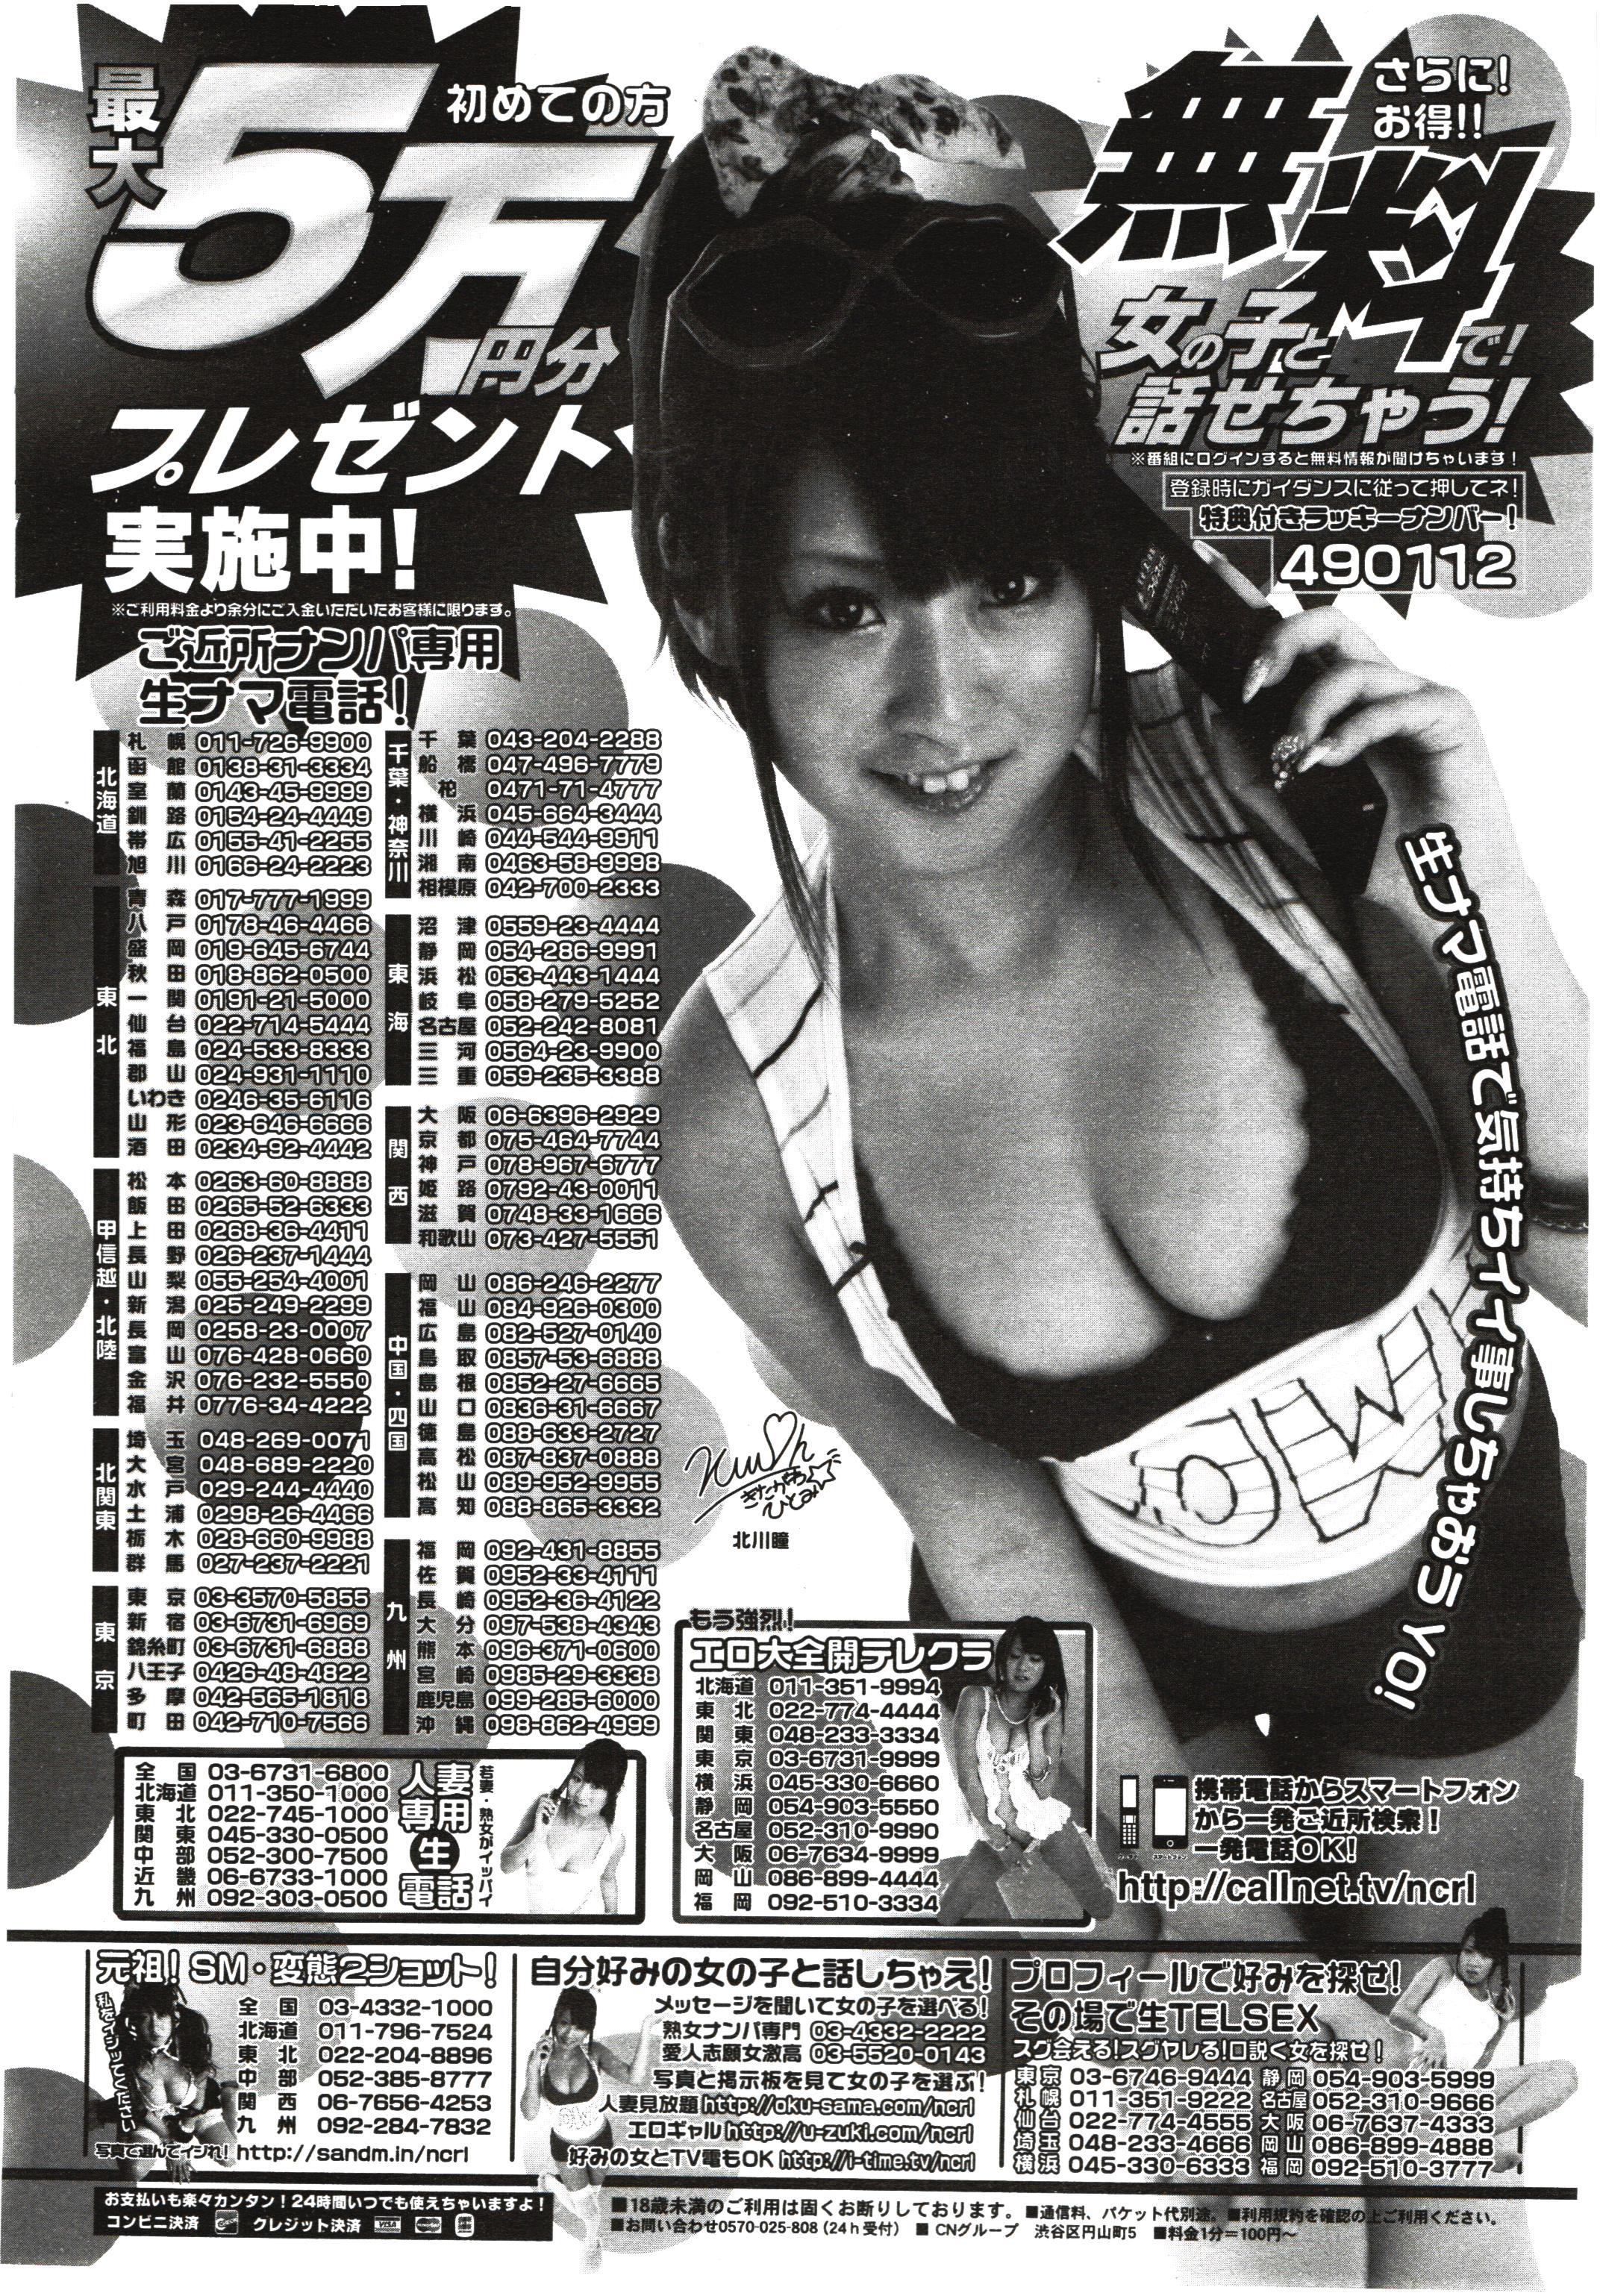 最大
5万円分
初めての方
プレゼント
実施中!
※ご利用料金より余分にご入金いただいたお客様に限ります。
さらに!
お得!!
無料で!
女の子と
話せちゃう!
※番組にログインすると無料情報が聞けちゃいます!
登録時にガイダンスに従って押してネ!
特典付きラッキーナンバー!
490112
ご近所ナンパ専用
生ナマ電話!
北海道
札幌 011-726-9900
函館 0138-31-3334
室蘭 0143-45-9999
釧路 0154-24-4449
帯広 0155-41-2255
旭川 0166-24-2223
東北
青森 017-777-1999
八戸 0178-46-4466
盛岡 019-645-6744
秋田 018-862-0500
一関 0191-21-5000
仙台 022-714-5444
福島 024-533-8333
郡山 024-931-1110
いわき 0246-35-6116
山形 023-646-6666
酒田 0234-92-4442
甲信越・北陸
松本 0263-60-8888
飯田 0265-52-6333
上田 0268-36-4411
長野 026-237-1444
山梨 055-254-4001
新潟 025-249-2299
長岡 0258-23-0007
富山 076-428-0660
金沢 076-232-5550
福井 0776-34-4222
北関東
埼玉 048-269-0071
大宮 048-689-2220
水戸 029-244-4440
土浦 0298-26-4466
栃木 028-660-9988
群馬 027-237-2221
東京
東京 03-3570-5855
新宿 03-6731-6969
錦糸町 03-6731-6888
八王子 0426-48-4822
多摩 042-565-1818
町田 042-710-7566
千葉・神奈川
千葉 043-204-2288
船橋 047-496-7779
柏 0471-71-4777
横浜 045-664-3444
川崎 044-544-9911
湘南 0463-58-9998
相模原 042-700-2333
東海
沼津 0559-23-4444
静岡 054-286-9991
浜松 053-443-1444
岐阜 058-279-5252
名古屋 052-242-8081
三河 0564-23-9900
三重 059-235-3388
関西
大阪 06-6396-2929
京都 075-464-7744
神戸 078-967-6777
姫路 0792-43-0011
滋賀 0748-33-1666
和歌山 073-427-5551
中国・四国
岡山 086-246-2277
福山 084-926-0300
広島 082-527-0140
鳥取 0857-53-6888
島根 0852-27-6665
山口 0836-31-6667
徳島 088-633-2727
高松 087-837-0888
松山 089-952-9955
高知 088-865-3332
九州
福岡 092-431-8855
佐賀 0952-33-4111
長崎 0952-36-4122
大分 097-538-4343
熊本 096-371-0600
宮崎 0985-29-3338
鹿児島 099-285-6000
沖縄 098-862-4999
生ナマ電話で気持ちイイ事しちゃおうYO!
きたがわ
ひとみ
北川瞳
全国 03-6731-6800
北海道 011-350-1000
東北 022-745-1000
関東 045-330-0500
中部 052-300-7500
近畿 06-6733-1000
九州 092-303-0500
人妻
専用
生
電話
若妻・熟女がイッパイ
もう強烈!
エロ大全開テレクラ
北海道 011-351-9994
東北 022-774-4444
関東 048-233-3334
東京 03-6731-9999
横浜 045-330-6660
静岡 054-903-5550
名古屋 052-310-9990
大阪 06-7634-9999
岡山 086-899-4444
福岡 092-510-3334
携帯電話からスマートフォン
から一発ご近所検索!
一発電話OK!
http://callnet.tv/ncrl
元祖!SM・変態2ショット!
私をイジッてください
全国 03-4332-1000
北海道 011-796-7524
東北 022-204-8896
中部 052-385-8777
関西 06-7656-4253
九州 092-284-7832
写真で選んでイジれ! http://sandm.in/ncrl
自分好みの女の子と話しちゃえ!
メッセージを聞いて女の子を選べる!
熟女ナンパ専門 03-4332-2222
愛人志願女激高 03-5520-0143
写真と掲示板を見て女の子を選ぶ!
人妻見放題 http://oku-sama.com/ncrl
エロギャル http://u-zuki.com/ncrl
好みの女とTV電もOK http://i-time.tv/ncrl
プロフィールで好みを探せ!
その場で生TELSEX
スグ会える!スグヤレる!口説く女を探せ!
東京 03-6746-9444 静岡 054-903-5999
札幌 011-351-9222 名古屋 052-310-9666
仙台 022-774-4555 大阪 06-7637-4333
埼玉 048-233-4666 岡山 086-899-4888
横浜 045-330-6333 福岡 092-510-3777
お支払いも楽々カンタン!24時間いつでも使えちゃいますよ!
コンビニ決済 クレジット決済 VISA
■18歳未満のご利用は固くお断りしております。■通信料、パケット代別途。■利用規約を確認の上ご利用ください。
■お問い合わせ0570-025-808(24h受付) ■CNグループ 渋谷区円山町5 ■料金1分=100円〜